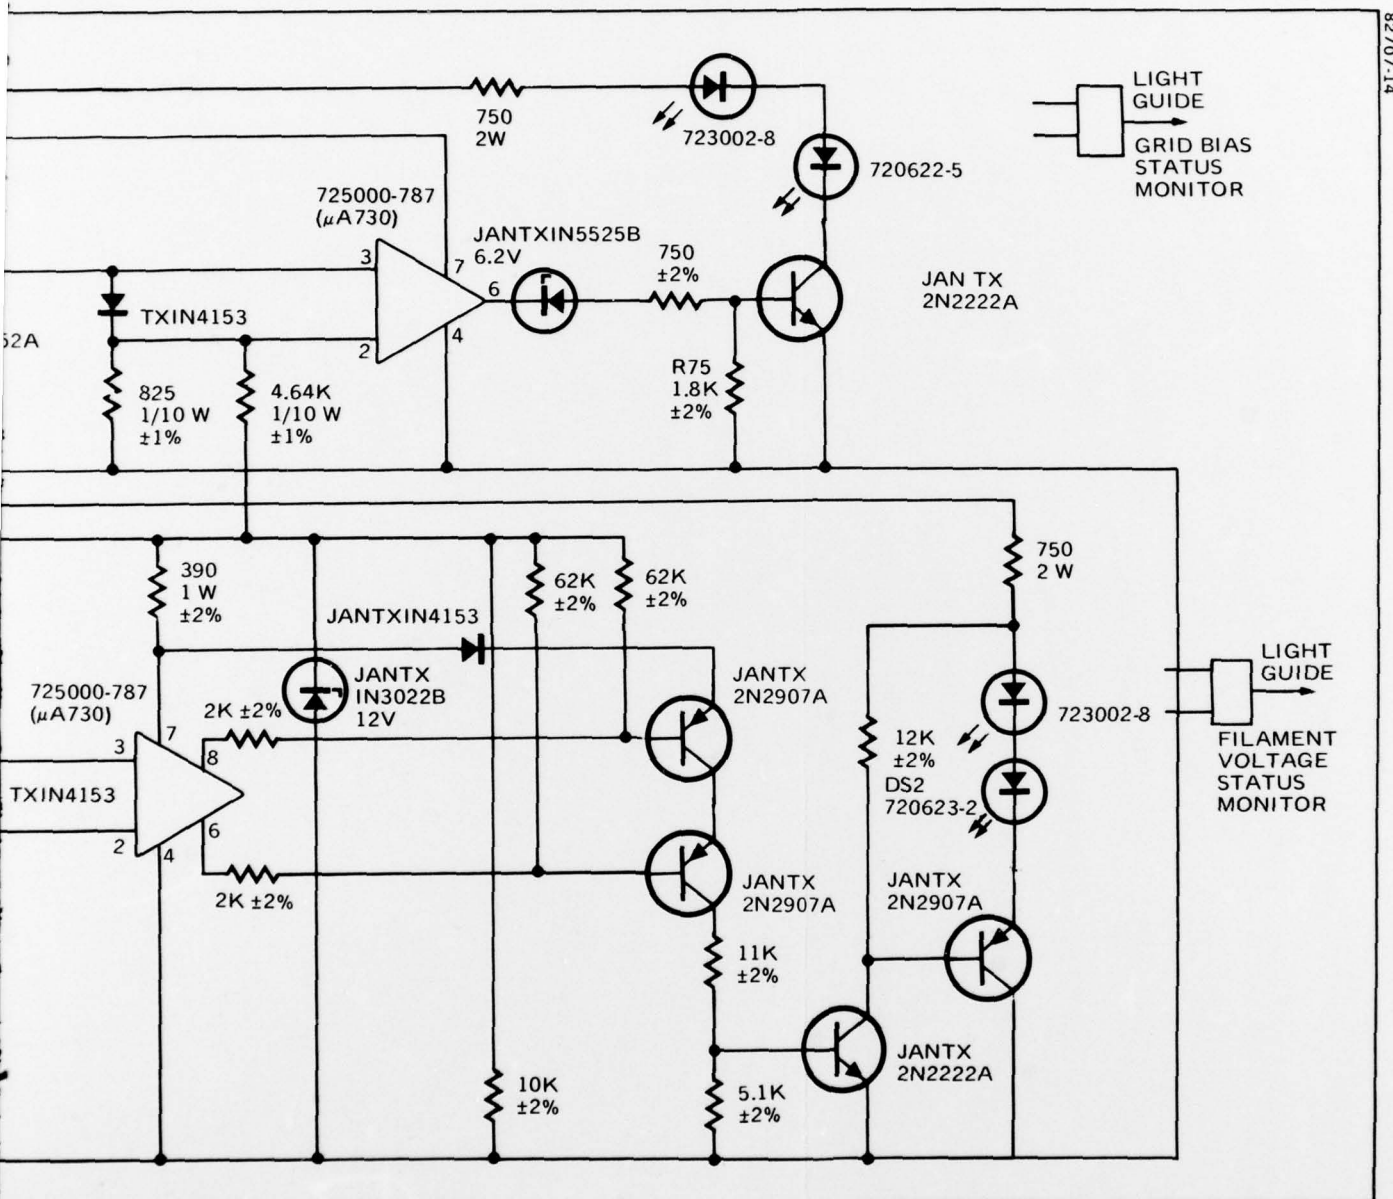 82707-14
LIGHT
GUIDE
GRID BIAS
STATUS
MONITOR
750
2W
723002-8
720622-5
725000-787
(μA730)
JANTXIN5525B
6.2V
750
±2%
JAN TX
2N2222A
3
7
6
4
2
TXIN4153
52A
825
1/10 W
±1%
4.64K
1/10 W
±1%
R75
1.8K
±2%
390
1 W
±2%
62K
±2%
62K
±2%
750
2 W
JANTXIN4153
JANTX
IN3022B
12V
JANTX
2N2907A
LIGHT
GUIDE
FILAMENT
VOLTAGE
STATUS
MONITOR
725000-787
(μA730)
2K ±2%
723002-8
12K
±2%
DS2
720623-2
3
7
8
TXIN4153
6
2
4
2K ±2%
JANTX
2N2907A
JANTX
2N2907A
11K
±2%
JANTX
2N2222A
10K
±2%
5.1K
±2%